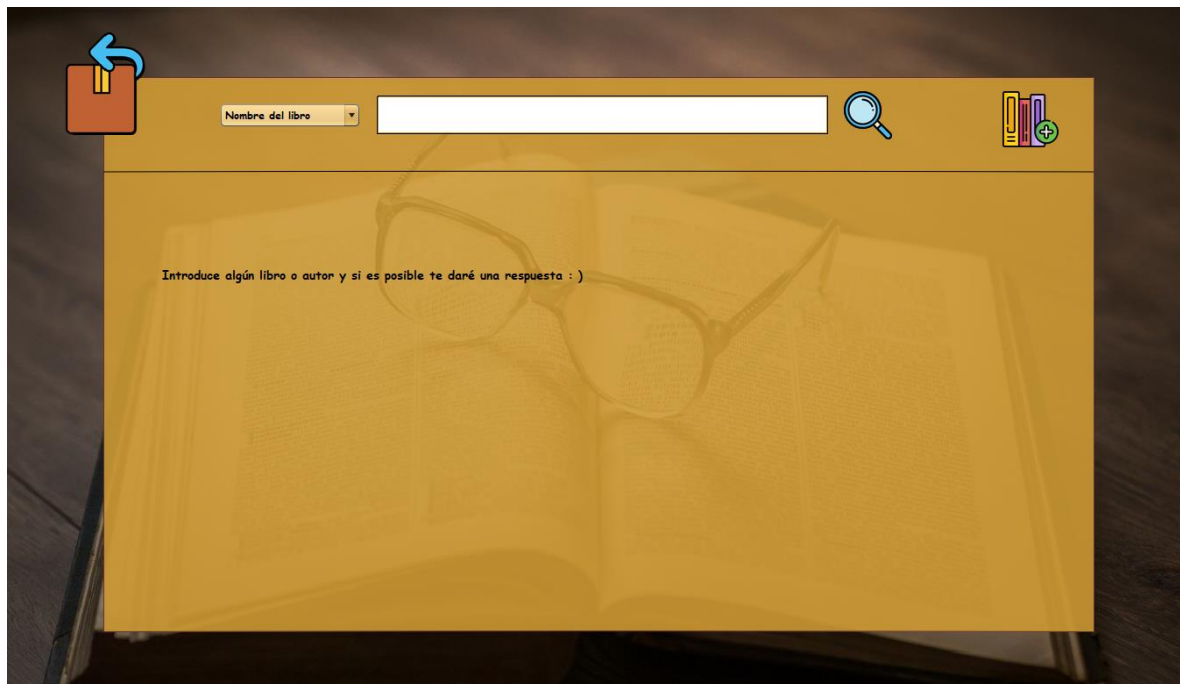 Nombre del libro
Introduce algún libro o autor y si es posible te daré una respuesta : )